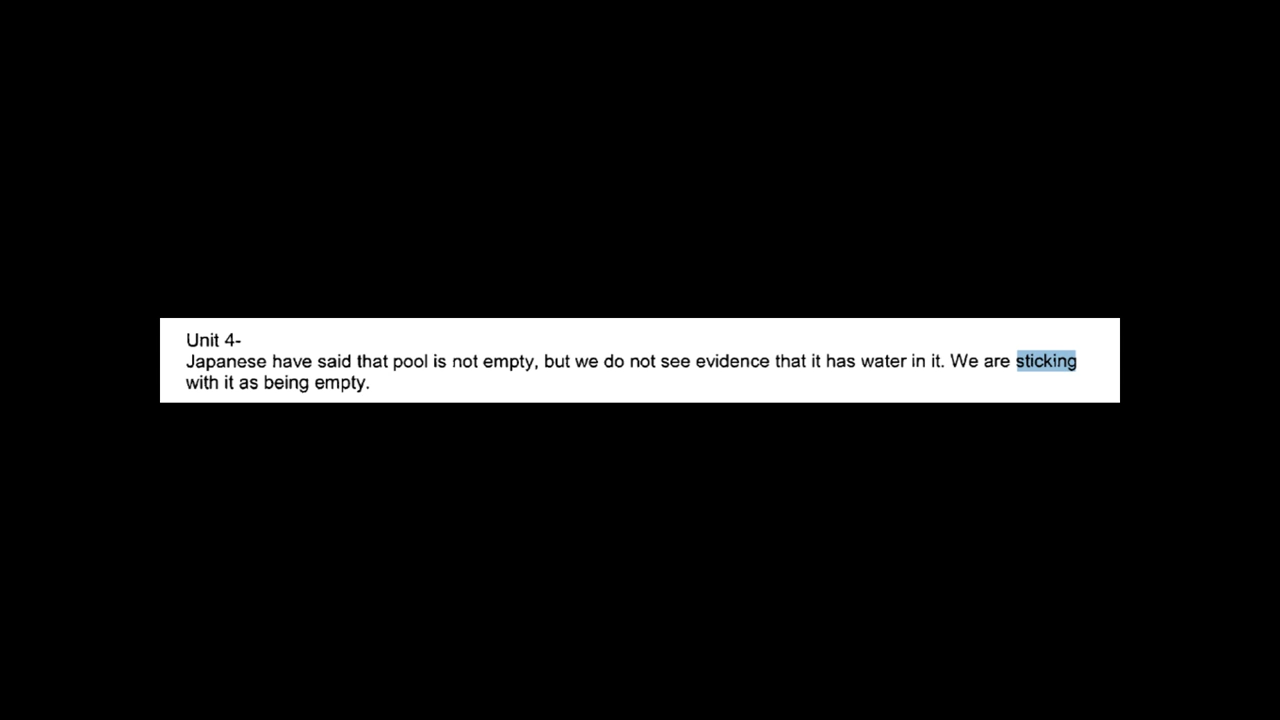 Unit 4-
Japanese have said that pool is not empty, but we do not see evidence that it has water in it. We are sticking
with it as being empty.